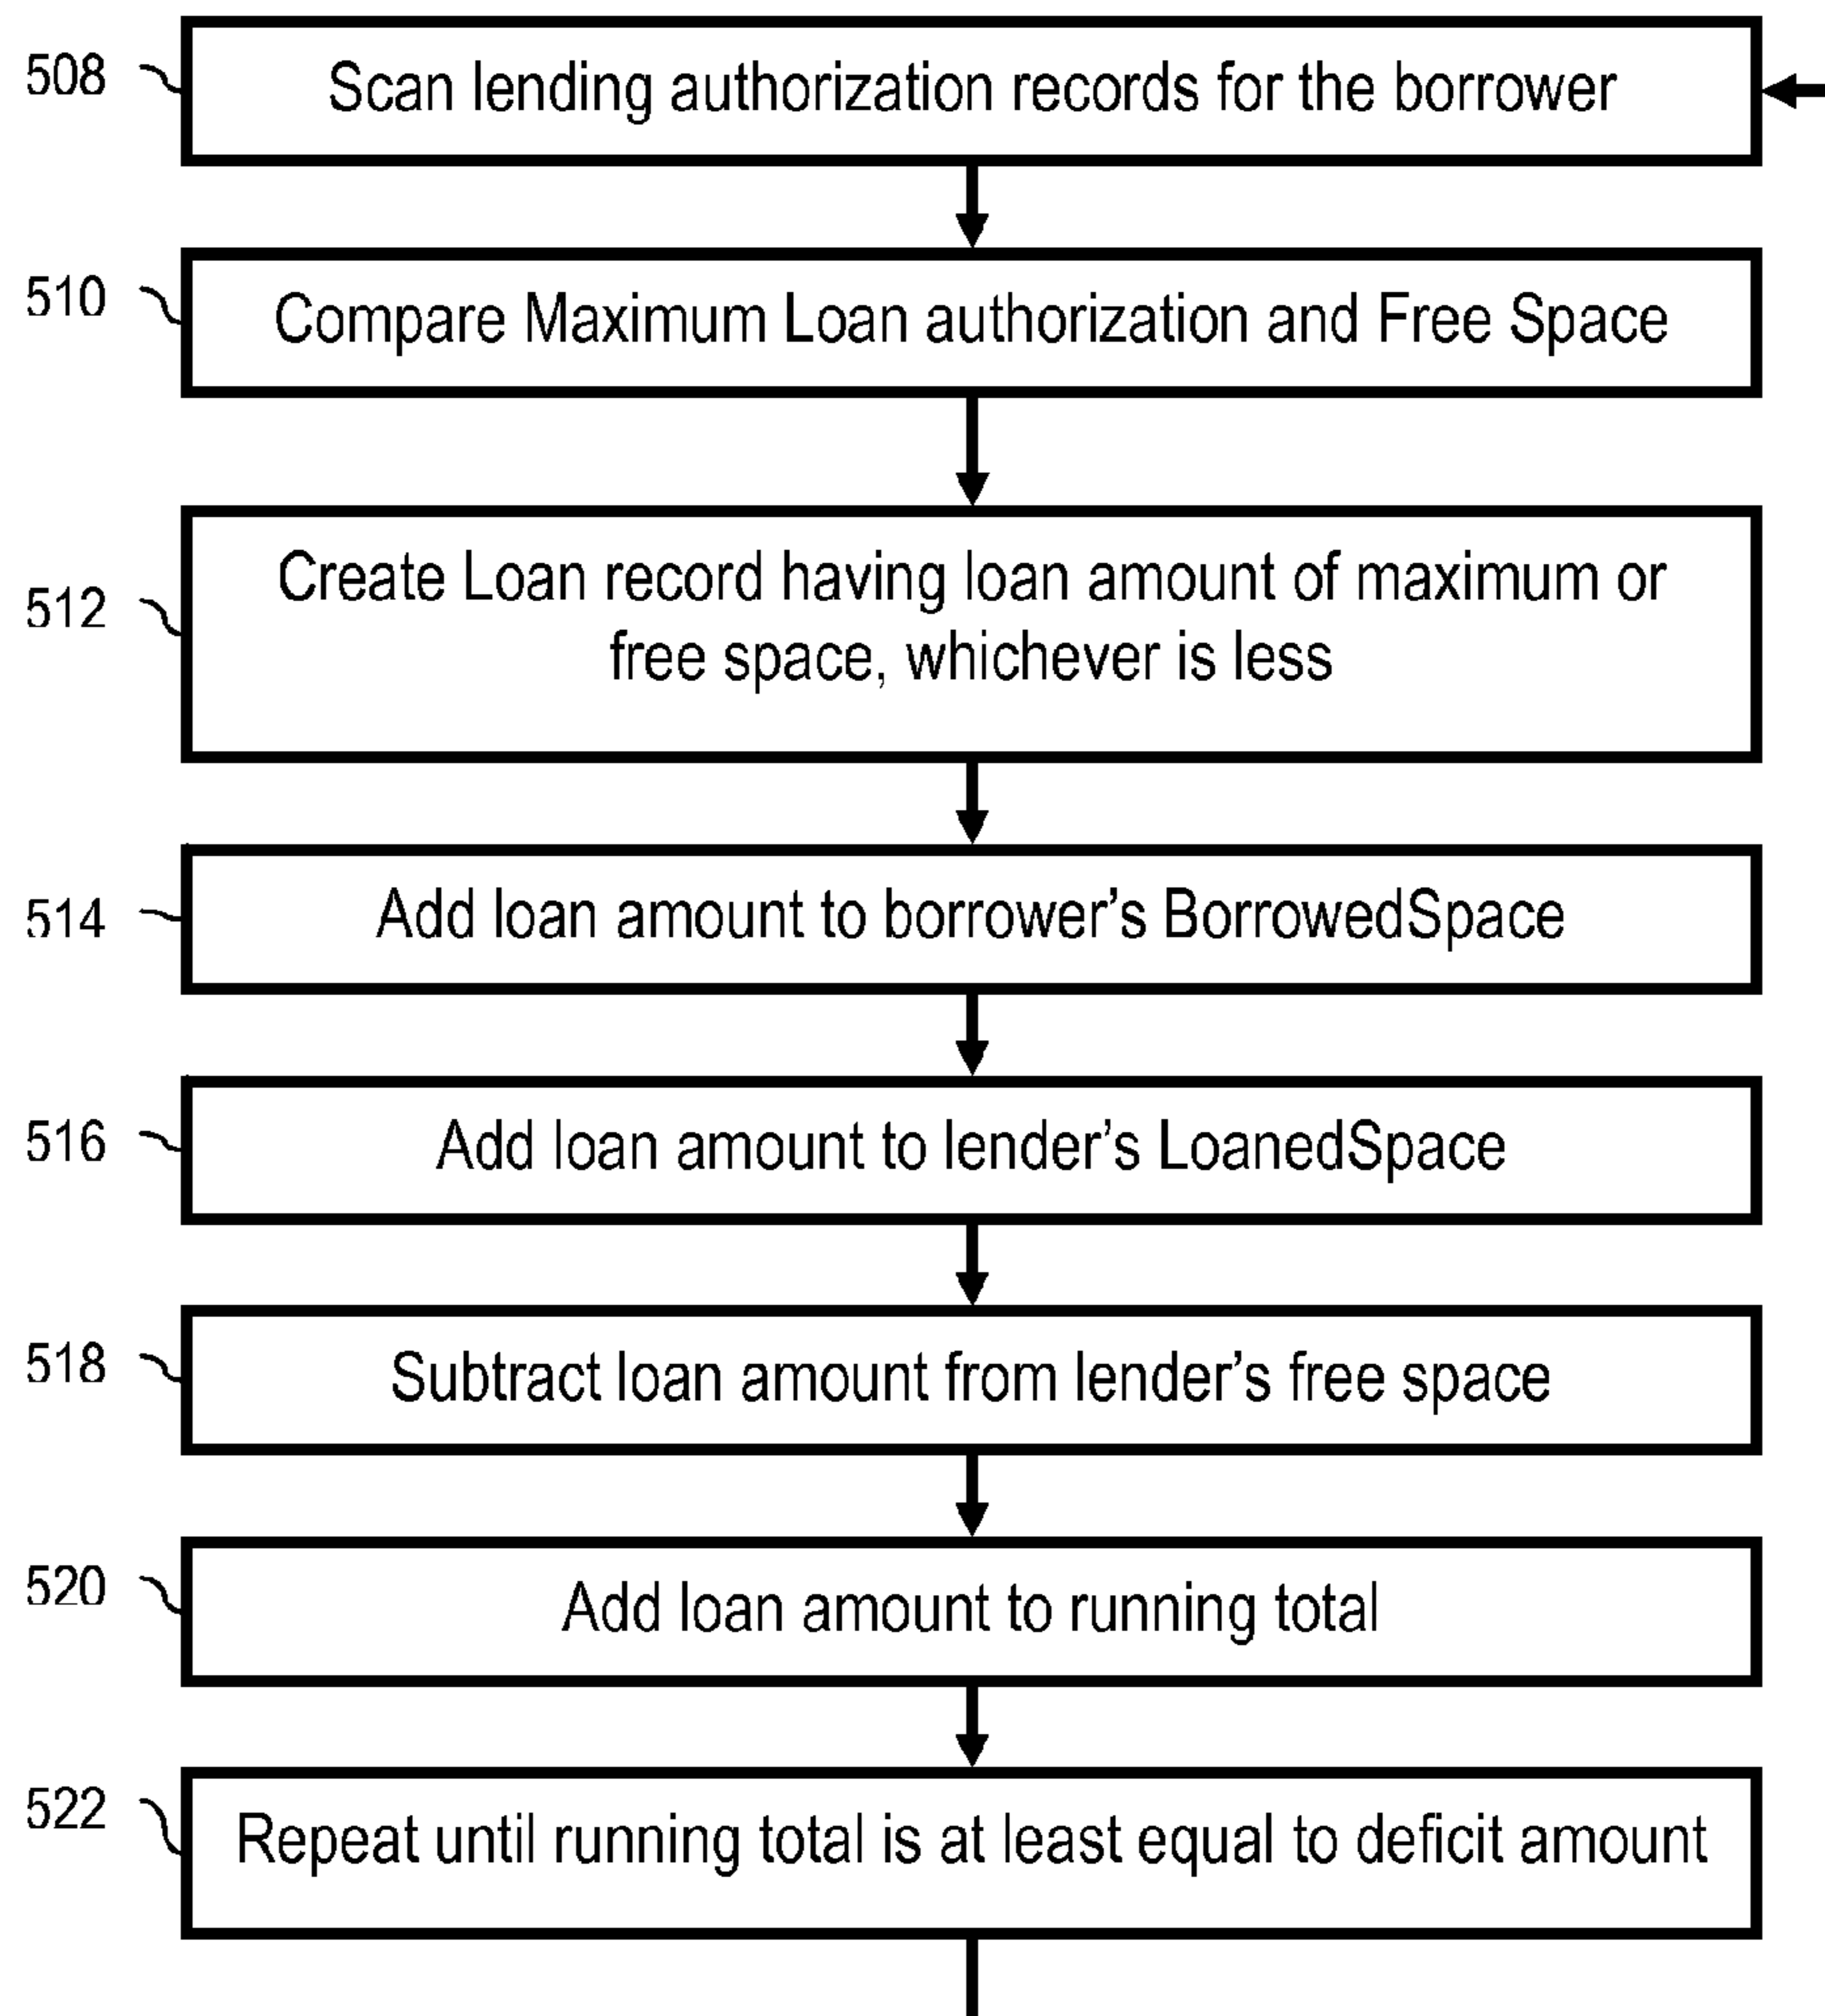 508
Scan lending authorization records for the borrower
510
Compare Maximum Loan authorization and Free Space
512
Create Loan record having loan amount of maximum or
free space, whichever is less
514
Add loan amount to borrower’s BorrowedSpace
516
Add loan amount to lender’s LoanedSpace
518
Subtract loan amount from lender’s free space
520
Add loan amount to running total
522
Repeat until running total is at least equal to deficit amount